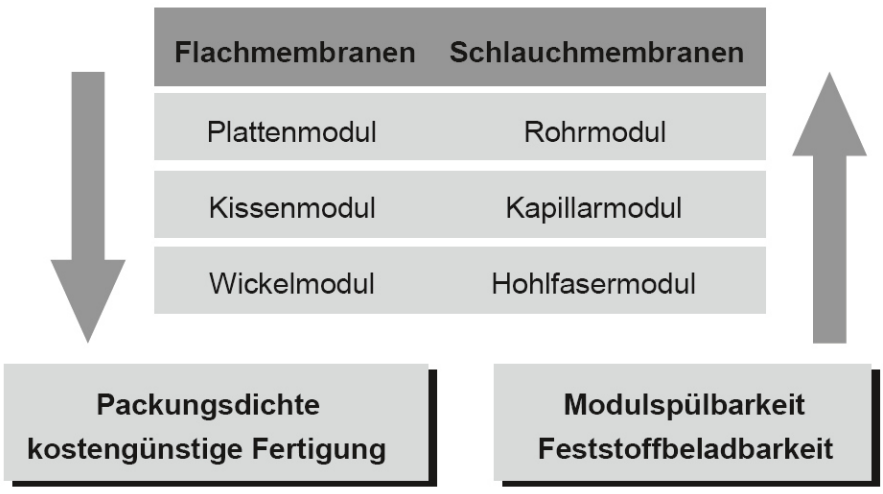 Flachmembranen Schlauchmembranen
Plattenmodul Rohrmodul
Kissenmodul Kapillarmodul
Wickelmodul Hohlfasermodul
Packungsdichte
kostengünstige Fertigung
Modulspülbarkeit
Feststoffbeladbarkeit